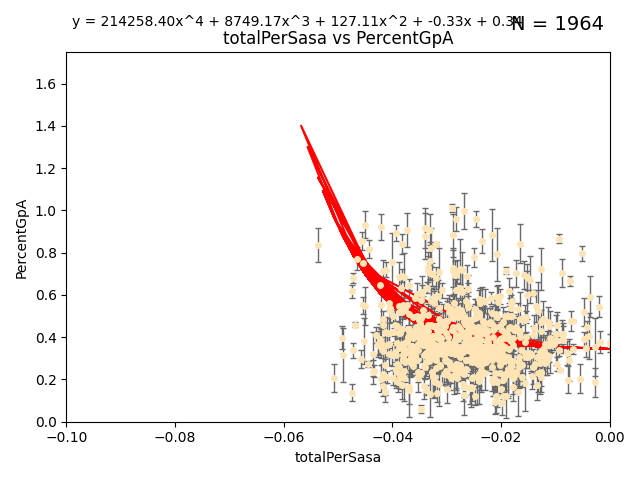 y = 214258.40x^4 + 8749.17x^3 + 127.11x^2 + -0.33x + 0.34
N = 1964
totalPerSasa vs PercentGpA
PercentGpA
1.6
1.4
1.2
1.0
0.8
0.6
0.4
0.2
0.0
−0.10 −0.08 −0.06 −0.04 −0.02 0.00
totalPerSasa